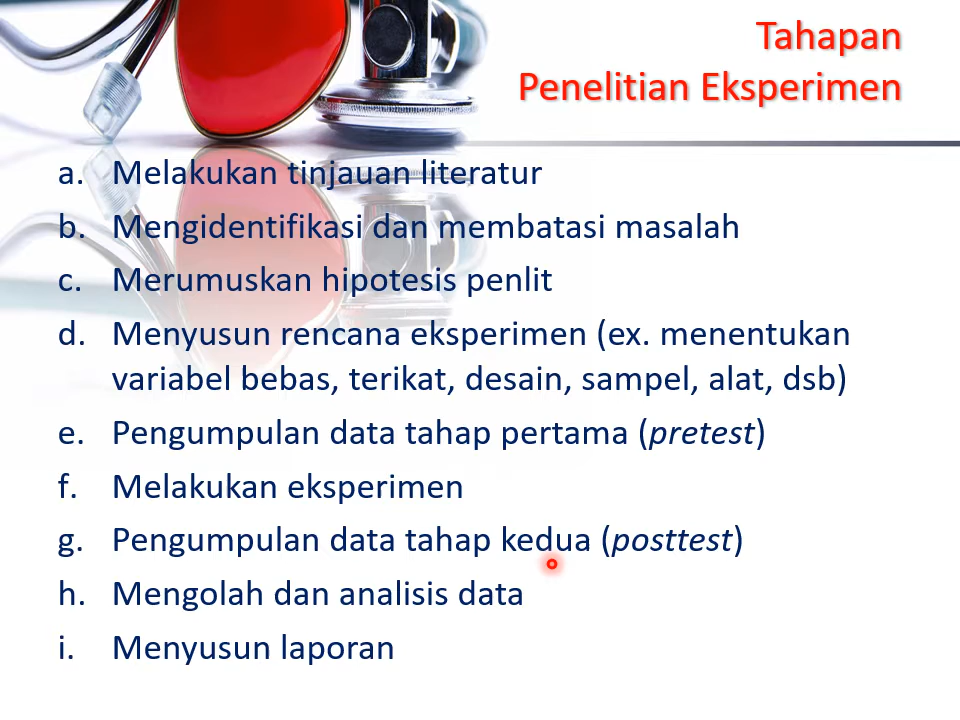 Tahapan
Penelitian Eksperimen
a. Melakukan tinjauan literatur
b. Mengidentifikasi dan membatasi masalah
c. Merumuskan hipotesis penlit
d. Menyusun rencana eksperimen (ex. menentukan
variabel bebas, terikat, desain, sampel, alat, dsb)
e. Pengumpulan data tahap pertama (pretest)
f. Melakukan eksperimen
g. Pengumpulan data tahap kedua (posttest)
h. Mengolah dan analisis data
i. Menyusun laporan